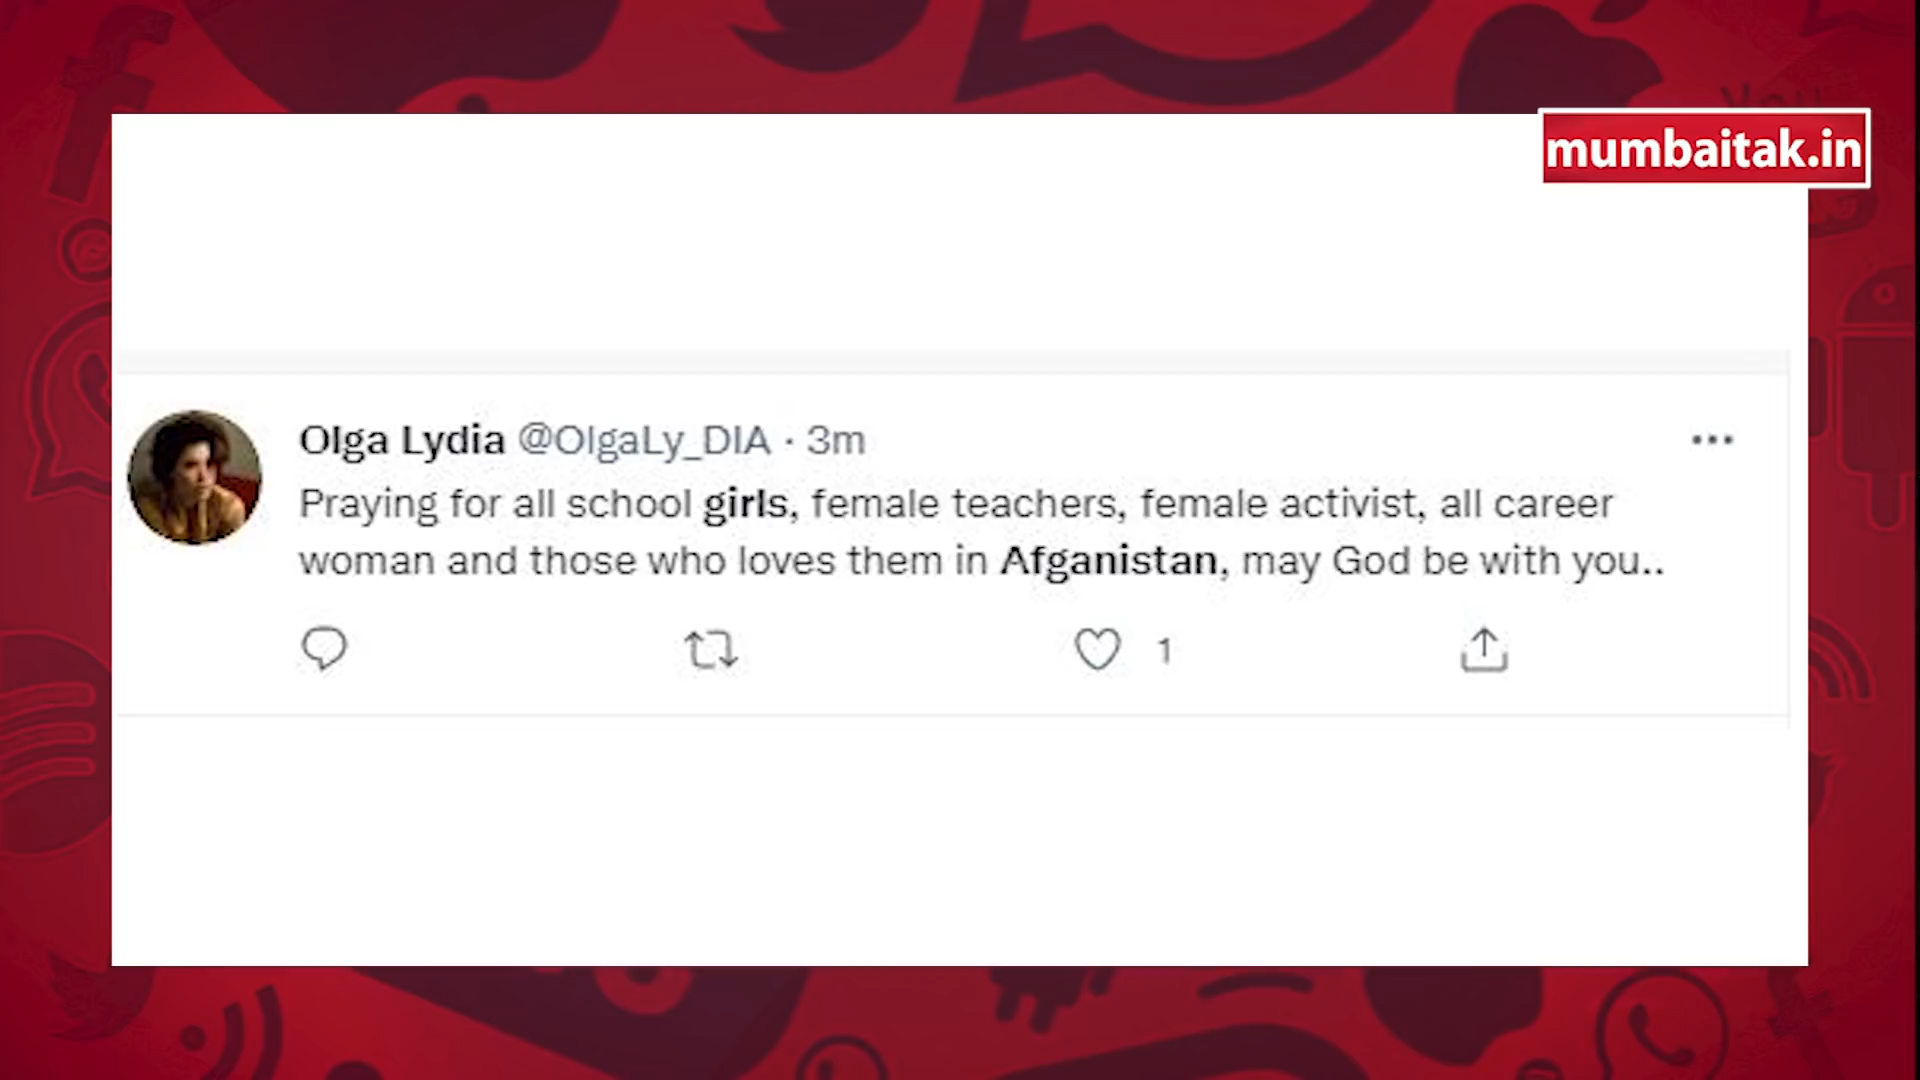 mumbaitak.in
Olga Lydia @OlgaLy_DIA · 3m
Praying for all school girls, female teachers, female activist, all career
woman and those who loves them in Afganistan, may God be with you..
1